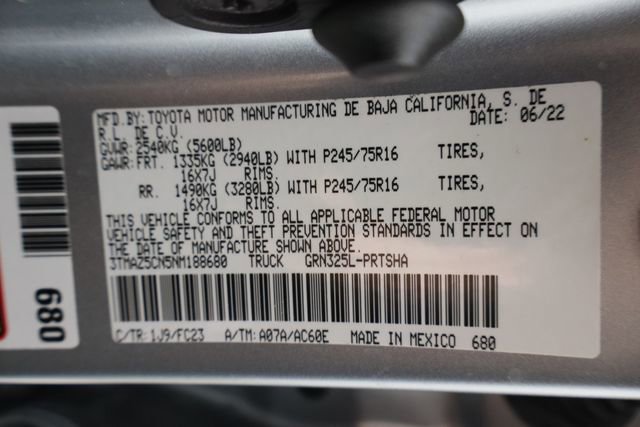 MFD.BY:TOYOTA MOTOR MANUFACTURING DE BAJA CALIFORNIA, S. DE
R.L. DE C.V. DATE: 06/22
GVWR: 2540KG (5600LB)
GAWR:FRT. 1335KG (2940LB) WITH P245/75R16 TIRES,
16X7J RIMS.
RR. 1490KG (3280LB) WITH P245/75R16 TIRES,
16X7J RIMS.
THIS VEHICLE CONFORMS TO ALL APPLICABLE FEDERAL MOTOR
VEHICLE SAFETY AND THEFT PREVENTION STANDARDS IN EFFECT ON
THE DATE OF MANUFACTURE SHOWN ABOVE.
3TMAZ5CN5NM188680 TRUCK GRN325L-PRTSHA
C/TR:1J9/FC23 A/TM:A07A/AC60E MADE IN MEXICO 680
680